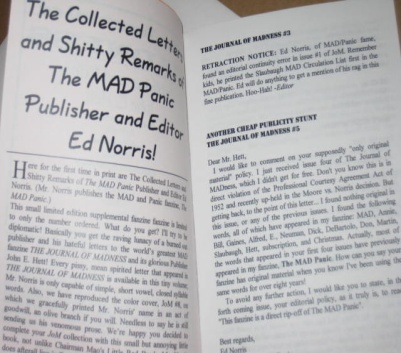 The Collected Letters
and Shitty Remarks of
The MAD Panic
Publisher and Editor
Ed Norris!
Here for the first time in print are The Collected Letters and
Shitty Remarks of The MAD Panic Publisher and Editor Ed
Norris. (Mr. Norris publishes the MAD and Panic fanzine, The
MAD Panic.)
This small limited edition supplemental fanzine fanzine is limited
to only the number ordered. What do you get? I'll try to be
diplomatic! Basically you get the raving lunacy of a burned out
publisher and his hateful letters to the world's greatest MAD
fanzine THE JOURNAL OF MADNESS and its glorious Publisher
John E. Hett! Every puny, mean spirited letter that appeared in
THE JOURNAL OF MADNESS is available in this tiny volume.
Mr. Norris is only capable of simple, short vowel, closed syllable
words. Also, we have reproduced the cover, JoM #8, in
which we gracefully printed Mr. Norris' name in an act of
goodwill, an olive branch if you will. Needless to say he is still
sending us his venomous prose. We're happy you decided to
complete your JoM collection with this small but annoying little
book, not unlike Chairman Mao's Little
THE JOURNAL OF MADNESS #3
RETRACTION NOTICE: Ed Norris, of MAD/Panic fame,
found an editorial continuity error in issue #1 of JoM. Remember
kids, he printed the Slaubaugh MAD Circulation List first in the
MAD/Panic. Ed will do anything to get a mention of his rag in this
fine publication. Hoo-Hah! -Editor
ANOTHER CHEAP PUBLICITY STUNT
THE JOURNAL OF MADNESS #5
Dear Mr. Hett,
I would like to comment on your supposedly "only original
material" policy. I just received issue four of The Journal of
MADness, which I didn't get for free. Don't you know this is in
direct violation of the Professional Courtesy Agreement Act of
1952 and recently up-held in the Moore vs. Norris decision. But
getting back, to the point of this letter... I found nothing original in
this issue, or any of the previous issues. I found the following
words, all of which have appeared in my fanzine: MAD, Annie,
Bill, Gaines, Alfred, E., Neuman, Dick, DeBartolo, Don, Martin,
Slaubaugh, Hett, subscription, and Christman. Actually, most of
the words that appeared in your first four issues have previously
appeared in my fanzine, The MAD Panic. How can you say your
fanzine has original material when you know I've been using the
same words for over eight years!
To avoid any further action, I would like you to state, in the
forth coming issue, your editorial policy, as it truly is, to read
"This fanzine is a direct rip-off of The MAD Panic."
Best regards,
Ed Norris